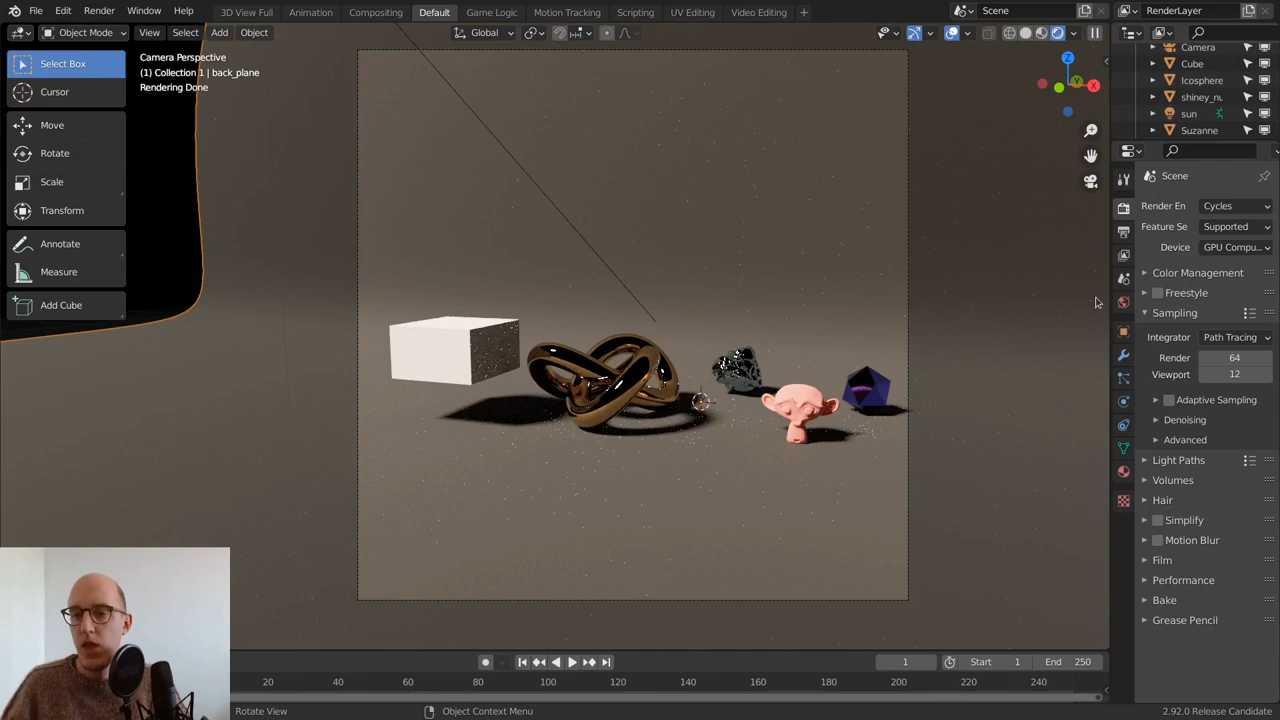 File Edit Render Window Help 3D View Full Animation Compositing Default Game Logic Motion Tracking Scripting UV Editing Video Editing + Scene RenderLayer
Object Mode View Select Add Object Global
Select Box
Cursor
Move
Rotate
Scale
Transform
Annotate
Measure
Add Cube
Camera Perspective
(1) Collection 1 | back_plane
Rendering Done
Z
Y
X
Camera
Cube
Icosphere
shiney_nu
sun
Suzanne
Scene
Render En Cycles
Feature Se Supported
Device GPU Compu...
Color Management
Freestyle
Sampling
Integrator Path Tracing
Render 64
Viewport 12
Adaptive Sampling
Denoising
Advanced
Light Paths
Volumes
Hair
Simplify
Motion Blur
Film
Performance
Bake
Grease Pencil
1 Start 1 End 250
20 40 60 80 100 120 140 160 180 200 220 240
Rotate View Object Context Menu 2.92.0 Release Candidate